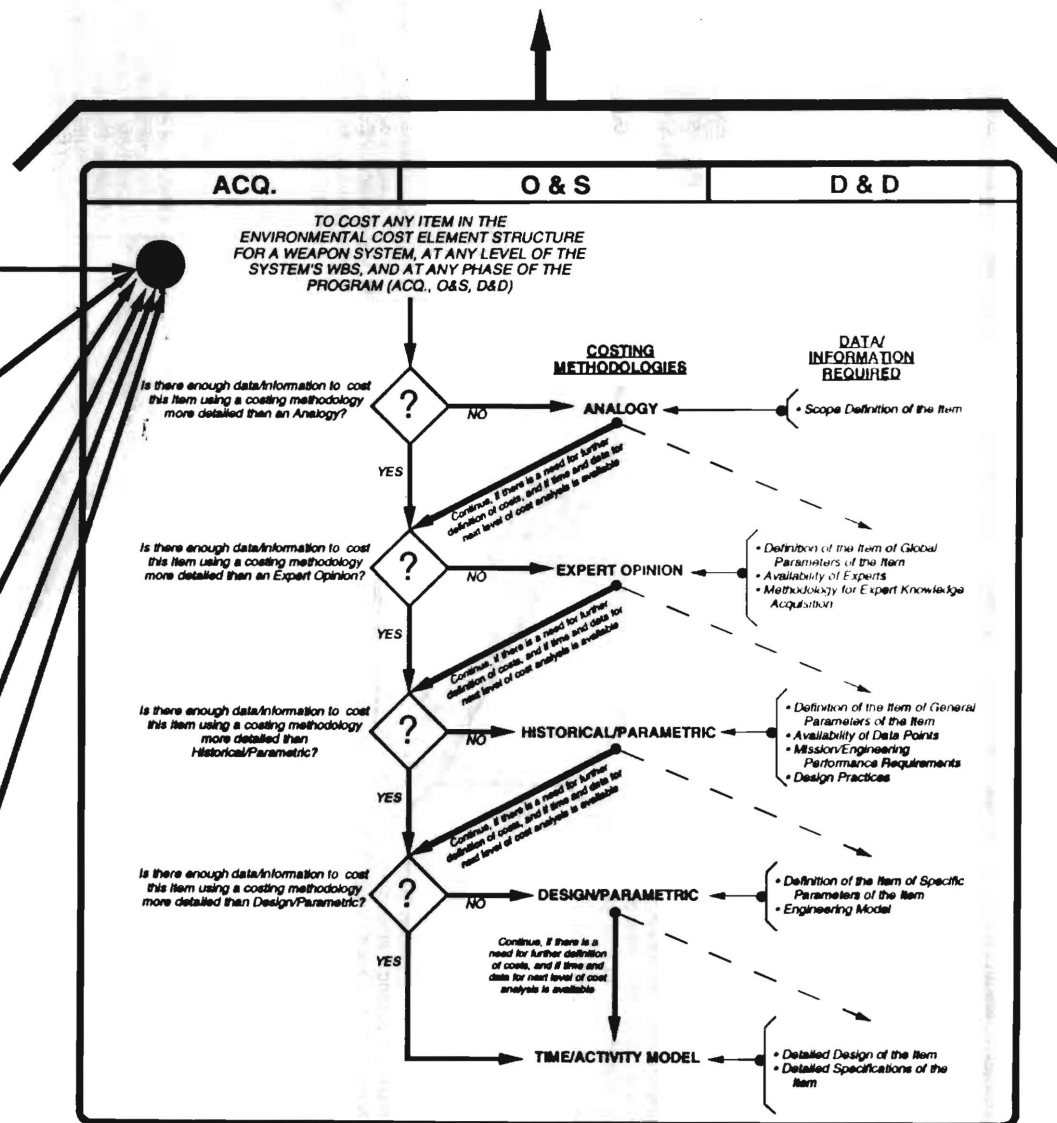 ACQ.
O & S
D & D
TO COST ANY ITEM IN THE
ENVIRONMENTAL COST ELEMENT STRUCTURE
FOR A WEAPON SYSTEM, AT ANY LEVEL OF THE
SYSTEM'S WBS, AND AT ANY PHASE OF THE
PROGRAM (ACQ., O&S, D&D)
COSTING
METHODOLOGIES
DATA/
INFORMATION
REQUIRED
Is there enough data/information to cost
this item using a costing methodology
more detailed than an Analogy?
?
NO
ANALOGY
• Scope Definition of the Item
YES
Continue, if there is a need for further
definition of costs, and if time and data for
next level of cost analysis is available
Is there enough data/information to cost
this item using a costing methodology
more detailed than an Expert Opinion?
?
NO
EXPERT OPINION
• Definition of the Item of Global
Parameters of the Item
• Availability of Experts
• Methodology for Expert Knowledge
Acquisition
YES
Continue, if there is a need for further
definition of costs, and if time and data for
next level of cost analysis is available
Is there enough data/information to cost
this item using a costing methodology
more detailed than
Historical/Parametric?
?
NO
HISTORICAL/PARAMETRIC
• Definition of the Item of General
Parameters of the Item
• Availability of Data Points
• Mission/Engineering
Performance Requirements
• Design Practices
YES
Continue, if there is a need for further
definition of costs, and if time and data for
next level of cost analysis is available
Is there enough data/information to cost
this item using a costing methodology
more detailed than Design/Parametric?
?
NO
DESIGN/PARAMETRIC
• Definition of the Item of Specific
Parameters of the Item
• Engineering Model
YES
Continue, if there is a
need for further definition
of costs, and if time and
data for next level of cost
analysis is available
TIME/ACTIVITY MODEL
• Detailed Design of the Item
• Detailed Specifications of the
Item